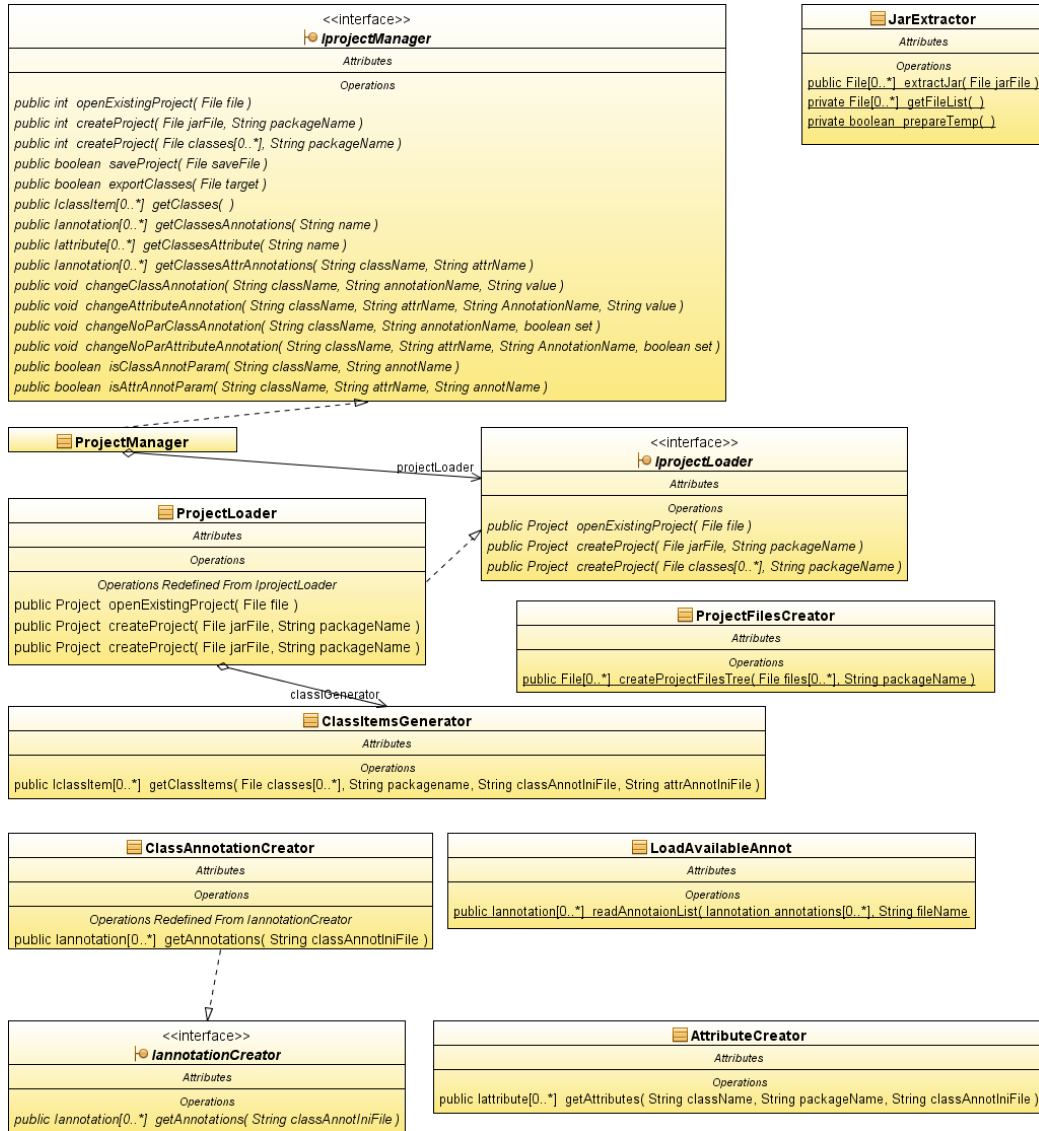 <<interface>>
IprojectManager
Attributes
Operations
public int openExistingProject( File file )
public int createProject( File jarFile, String packageName )
public int createProject( File classes[0..*], String packageName )
public boolean saveProject( File saveFile )
public boolean exportClasses( File target )
public IclassItem[0..*] getClasses( )
public Iannotation[0..*] getClassesAnnotations( String name )
public Iattribute[0..*] getClassesAttribute( String name )
public Iannotation[0..*] getClassesAttrAnnotations( String className, String attrName )
public void changeClassAnnotation( String className, String annotationName, String value )
public void changeAttributeAnnotation( String className, String attrName, String AnnotationName, String value )
public void changeNoParClassAnnotation( String className, String annotationName, boolean set )
public void changeNoParAttributeAnnotation( String className, String attrName, String AnnotationName, boolean set )
public boolean isClassAnnotParam( String className, String annotName )
public boolean isAttrAnnotParam( String className, String attrName, String annotName )
JarExtractor
Attributes
Operations
public File[0..*] extractJar( File jarFile )
private File[0..*] getFileList( )
private boolean prepareTemp( )
ProjectManager
projectLoader
<<interface>>
IprojectLoader
Attributes
Operations
public Project openExistingProject( File file )
public Project createProject( File jarFile, String packageName )
public Project createProject( File classes[0..*], String packageName )
ProjectLoader
Attributes
Operations
Operations Redefined From IprojectLoader
public Project openExistingProject( File file )
public Project createProject( File jarFile, String packageName )
public Project createProject( File jarFile, String packageName )
ProjectFilesCreator
Attributes
Operations
public File[0..*] createProjectFilesTree( File files[0..*], String packageName )
classIGenerator
ClassItemsGenerator
Attributes
Operations
public IclassItem[0..*] getClassItems( File classes[0..*], String packagename, String classAnnotIniFile, String attrAnnotIniFile )
ClassAnnotationCreator
Attributes
Operations
Operations Redefined From IannotationCreator
public Iannotation[0..*] getAnnotations( String classAnnotIniFile )
LoadAvailableAnnot
Attributes
Operations
public Iannotation[0..*] readAnnotaionList( Iannotation annotations[0..*], String fileName
<<interface>>
IannotationCreator
Attributes
Operations
public Iannotation[0..*] getAnnotations( String classAnnotIniFile )
AttributeCreator
Attributes
Operations
public Iattribute[0..*] getAttributes( String className, String packageName, String classAnnotIniFile )